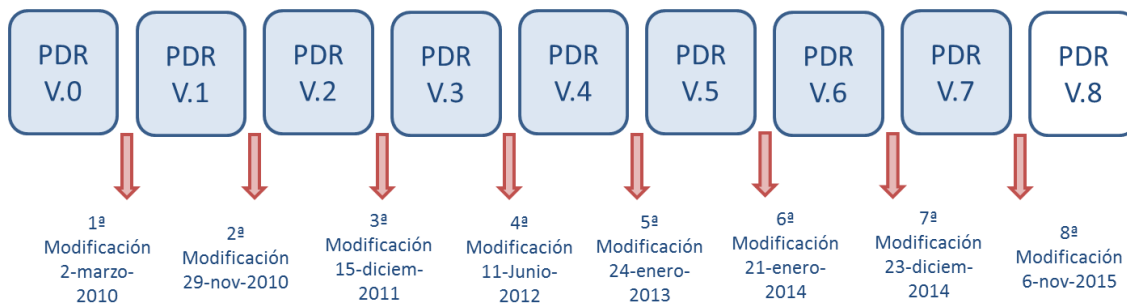 PDR
V.0
PDR
V.1
PDR
V.2
PDR
V.3
PDR
V.4
PDR
V.5
PDR
V.6
PDR
V.7
PDR
V.8
1ª
Modificación
2-marzo-
2010
2ª
Modificación
29-nov-2010
3ª
Modificación
15-diciem-
2011
4ª
Modificación
11-Junio-
2012
5ª
Modificación
24-enero-
2013
6ª
Modificación
21-enero-
2014
7ª
Modificación
23-diciem-
2014
8ª
Modificación
6-nov-2015